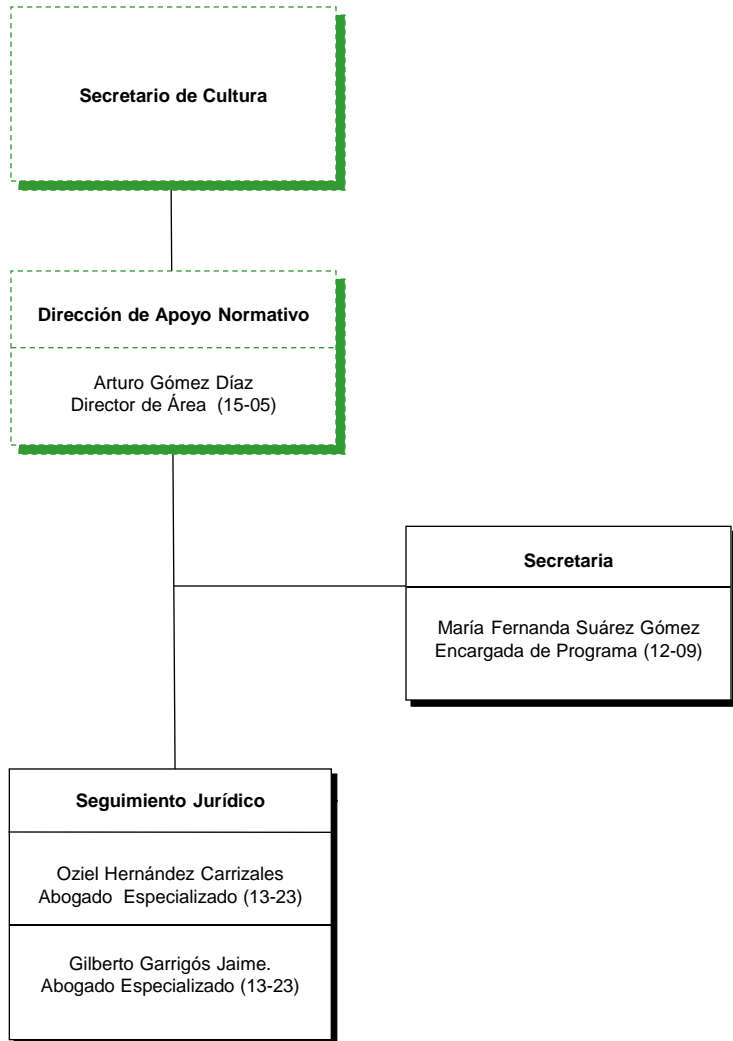 Secretario de Cultura
Dirección de Apoyo Normativo
Arturo Gómez Díaz
Director de Área (15-05)
Secretaria
María Fernanda Suárez Gómez
Encargada de Programa (12-09)
Seguimiento Jurídico
Oziel Hernández Carrizales
Abogado Especializado (13-23)
Gilberto Garrigós Jaime.
Abogado Especializado (13-23)